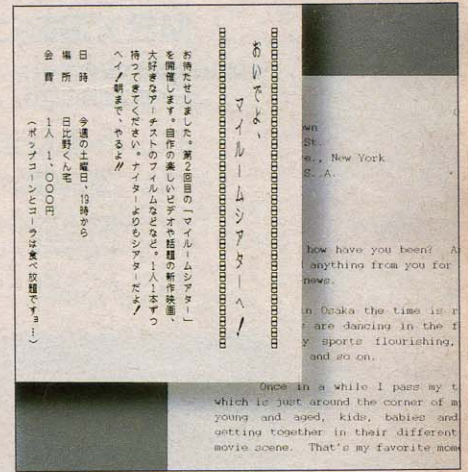 おいでよ、
マイルームシアターへ！
お待たせしました。第２回目の「マイルームシアター」
を開催します。自作の楽しいビデオや話題の新作映画、
大好きなアーチストのフィルムなどなど。１人１本ずつ
持ってきてください。ナイターよりもシアターだよ！
ヘイ！朝まで、やるよ!!
日　時　今週の土曜日、19時から
場　所　日比野くん宅
会　費　１人　１，０００円
（ポップコーンとコーラは食べ放題ですョ…）
wn
St.
e., New York
S.A.
how have you been? A
anything from you for
news.
n Osaka the time is r
s are dancing in the f
y sports flourishing,
and so on.
Once in a while I pass my t
which is just around the corner of m
young and aged, kids, babies and
getting together in their different
movie scene. That's my favorite mom